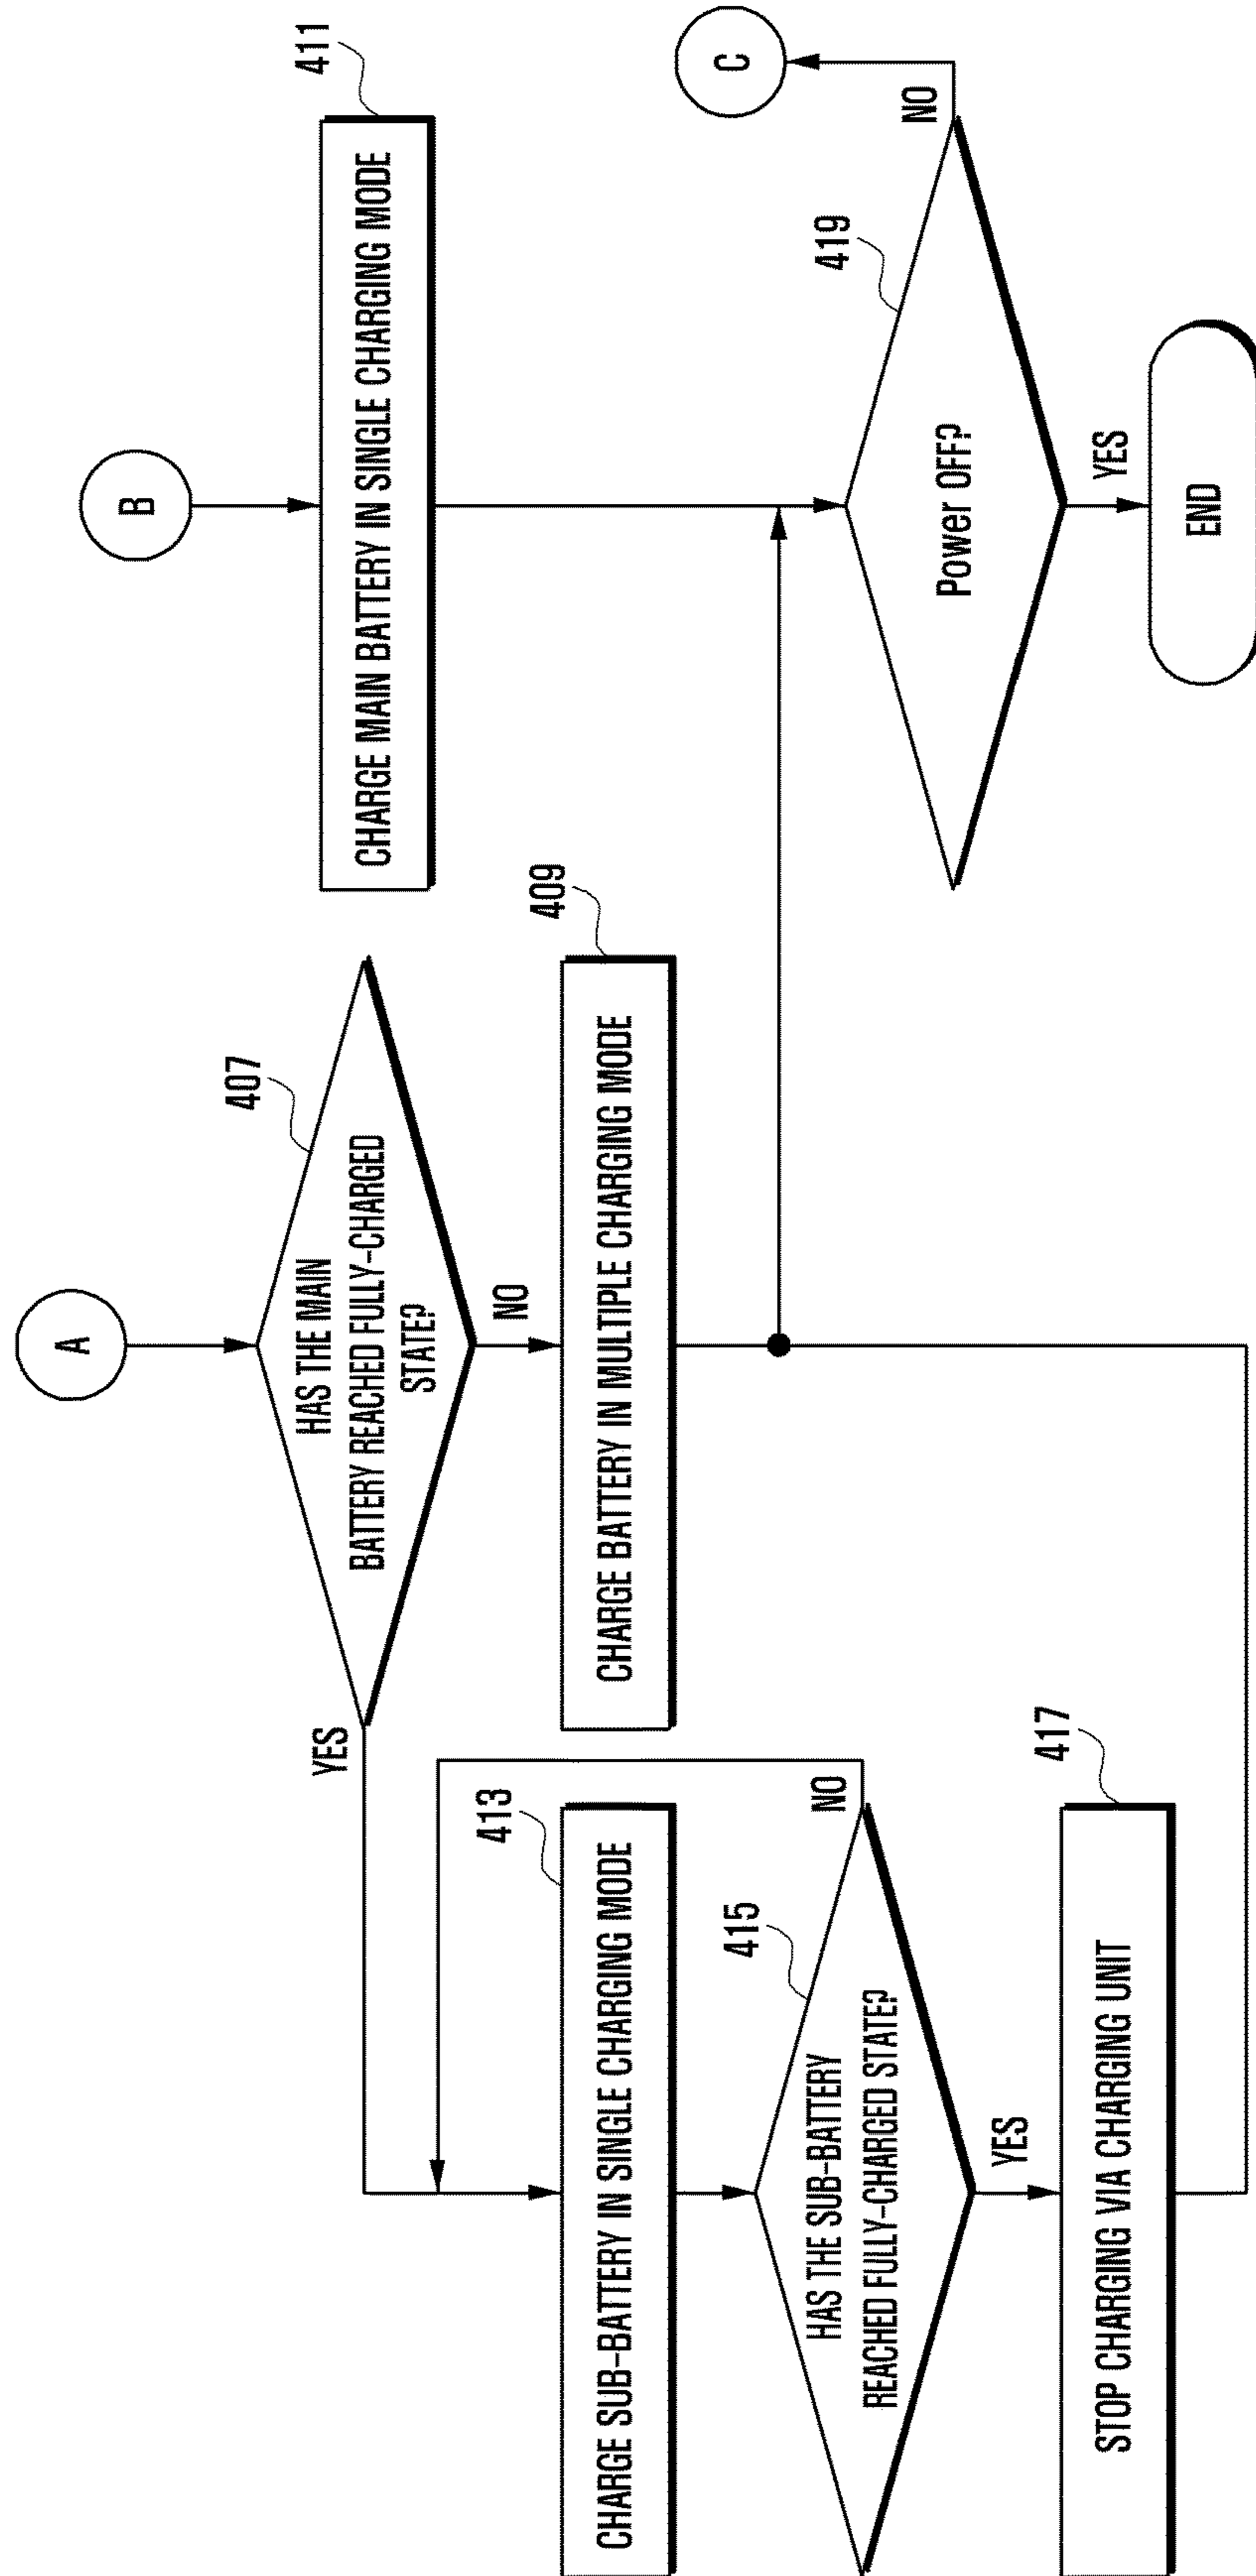 A
407
HAS THE MAIN
BATTERY REACHED FULLY-CHARGED
STATE?
YES
NO
413
CHARGE SUB-BATTERY IN SINGLE CHARGING MODE
409
CHARGE BATTERY IN MULTIPLE CHARGING MODE
415
HAS THE SUB-BATTERY
REACHED FULLY-CHARGED STATE?
NO
YES
417
STOP CHARGING VIA CHARGING UNIT
B
411
CHARGE MAIN BATTERY IN SINGLE CHARGING MODE
419
Power OFF?
NO
C
YES
END